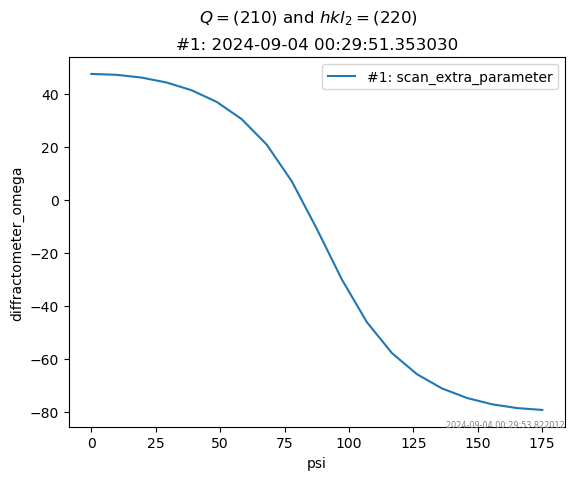 Q = (210) and hkl₂ = (220)
#1: 2024-09-04 00:29:51.353030
#1: scan_extra_parameter
40
20
0
−20
−40
−60
−80
diffractometer_omega
2024-09-04 00:29:53.822012
0 25 50 75 100 125 150 175
psi